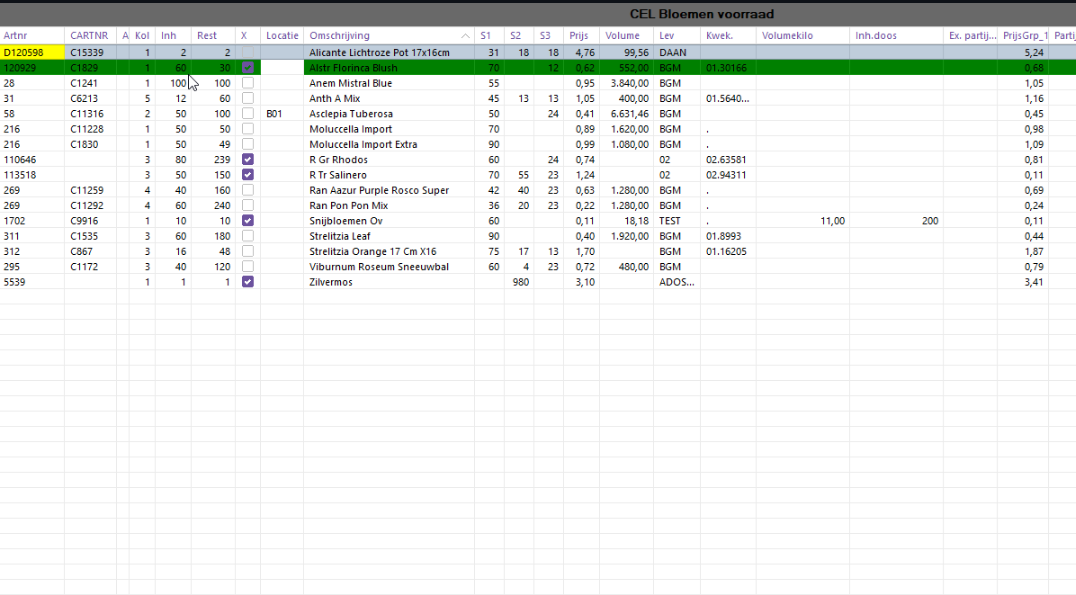 CEL Bloemen voorraad
Artnr CARTNR A Kol Inh Rest X Locatie Omschrijving S1 S2 S3 Prijs Volume Lev Kwek. Volumekilo Inh.doos Ex. partij... PrijsGrp_1 Partij
D120598 C15339 1 2 2 Alicante Lichtroze Pot 17x16cm 31 18 18 4,76 99,56 DAAN 5,24
120929 C1829 1 60 30 Alstr Florinca Blush 70 12 0,62 552,00 BGM 01.30166 0,68
28 C1241 1 100 100 Anem Mistral Blue 55 0,95 3.840,00 BGM 1,05
31 C6213 5 12 60 Anth A Mix 45 13 13 1,05 400,00 BGM 01.5640... 1,16
58 C11316 2 50 100 B01 Asclepia Tuberosa 50 24 0,41 6.631,46 BGM 0,45
216 C11228 1 50 50 Moluccella Import 70 0,89 1.620,00 BGM . 0,98
216 C1830 1 50 49 Moluccella Import Extra 90 0,99 1.080,00 BGM . 1,09
110646 3 80 239 R Gr Rhodos 60 24 0,74 02 02.63581 0,81
113518 3 50 150 R Tr Salinero 70 55 23 1,24 02 02.94311 0,11
269 C11259 4 40 160 Ran Aazur Purple Rosco Super 42 40 23 0,63 1.280,00 BGM . 0,69
269 C11292 4 60 240 Ran Pon Pon Mix 36 20 23 0,22 1.280,00 BGM . 0,24
1702 C9916 1 10 10 Snijbloemen Ov 60 0,11 18,18 TEST . 11,00 200 0,11
311 C1535 3 60 180 Strelitzia Leaf 90 0,40 1.920,00 BGM 01.8993 0,44
312 C867 3 16 48 Strelitzia Orange 17 Cm X16 75 17 13 1,70 BGM 01.16205 1,87
295 C1172 3 40 120 Viburnum Roseum Sneeuwbal 60 4 23 0,72 480,00 BGM 0,79
5539 1 1 1 Zilvermos 980 3,10 ADOS... 3,41